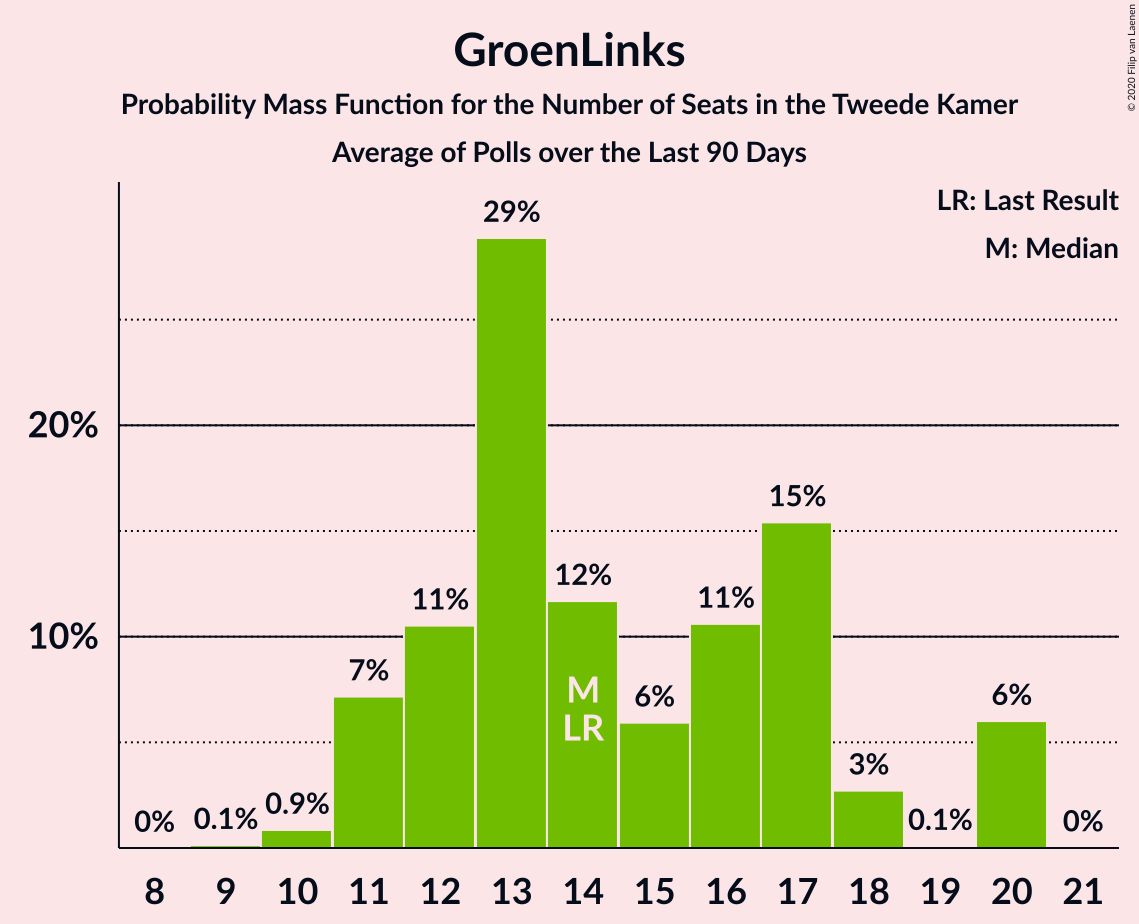 GroenLinks
Probability Mass Function for the Number of Seats in the Tweede Kamer
Average of Polls over the Last 90 Days
© 2020 Filip van Laenen
LR: Last Result
M: Median
20%
10%
0%
0.1%
0.9%
7%
11%
29%
12%
6%
11%
15%
3%
0.1%
6%
0%
M
LR
8 9 10 11 12 13 14 15 16 17 18 19 20 21